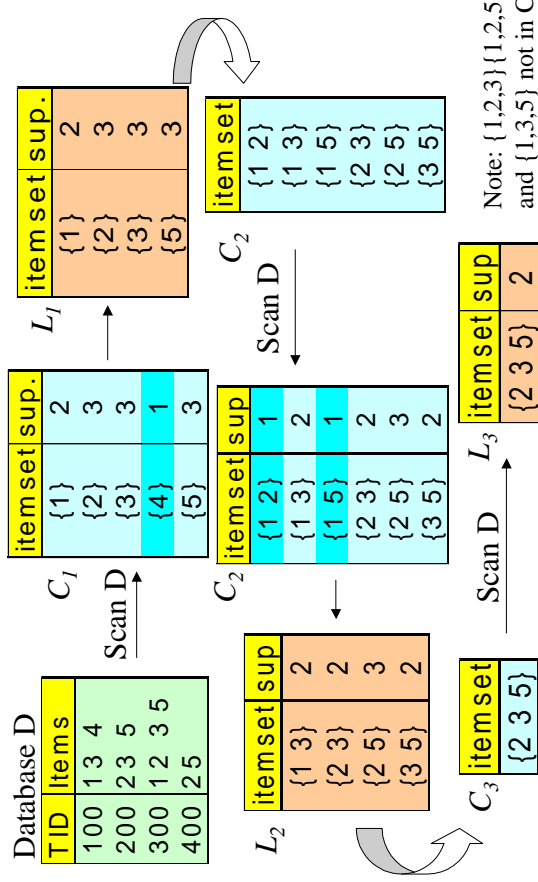 Database D
TID Items
100 1 3 4
200 2 3 5
300 1 2 3 5
400 2 5
Scan D
C1
itemset sup.
{1} 2
{2} 3
{3} 3
{4} 1
{5} 3
L1
itemset sup.
{1} 2
{2} 3
{3} 3
{5} 3
L2
itemset sup
{1 3} 2
{2 3} 2
{2 5} 3
{3 5} 2
C2
itemset sup
{1 2} 1
{1 3} 2
{1 5} 1
{2 3} 2
{2 5} 3
{3 5} 2
Scan D
C2
itemset
{1 2}
{1 3}
{1 5}
{2 3}
{2 5}
{3 5}
C3
itemset
{2 3 5}
Scan D
L3
itemset sup
{2 3 5} 2
Note: {1,2,3}{1,2,5
and {1,3,5} not in C